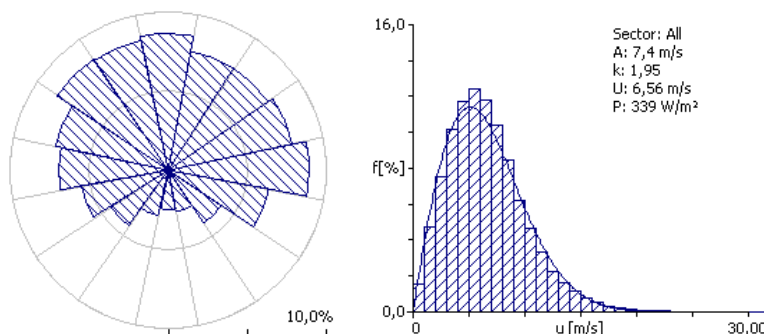 10,0%
16,0
f[%]
0,0
0
u [m/s]
30,00
Sector: All
A: 7,4 m/s
k: 1,95
U: 6,56 m/s
P: 339 W/m²